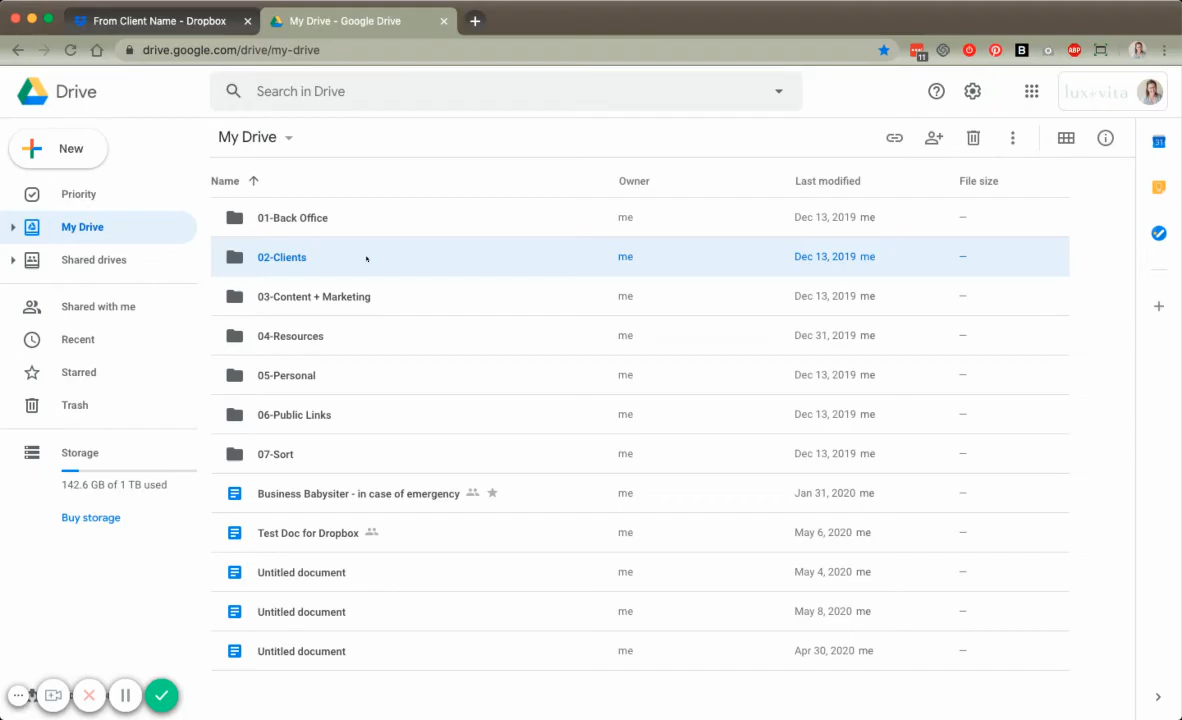 From Client Name - Dropbox
My Drive - Google Drive
drive.google.com/drive/my-drive
11
B
ABP
Drive
Search in Drive
lux+vita
New
My Drive
Priority
My Drive
Shared drives
Shared with me
Recent
Starred
Trash
Storage
142.6 GB of 1 TB used
Buy storage
Name Owner Last modified File size
01-Back Office me Dec 13, 2019 me —
02-Clients me Dec 13, 2019 me —
03-Content + Marketing me Dec 13, 2019 me —
04-Resources me Dec 31, 2019 me —
05-Personal me Dec 13, 2019 me —
06-Public Links me Dec 13, 2019 me —
07-Sort me Dec 13, 2019 me —
Business Babysiter - in case of emergency me Jan 31, 2020 me —
Test Doc for Dropbox me May 6, 2020 me —
Untitled document me May 4, 2020 me —
Untitled document me May 8, 2020 me —
Untitled document me Apr 30, 2020 me —
31